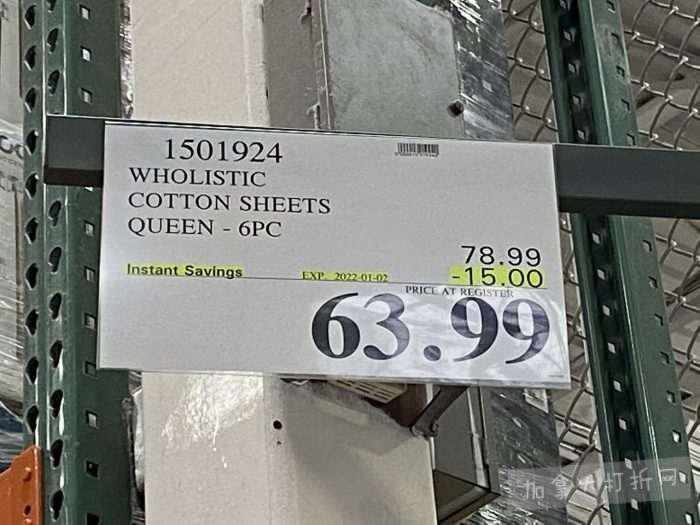 1501924
WHOLISTIC
COTTON SHEETS
QUEEN - 6PC
78.99
Instant Savings EXP. 2022-01-02 -15.00
PRICE AT REGISTER
63.99
加拿大打折网